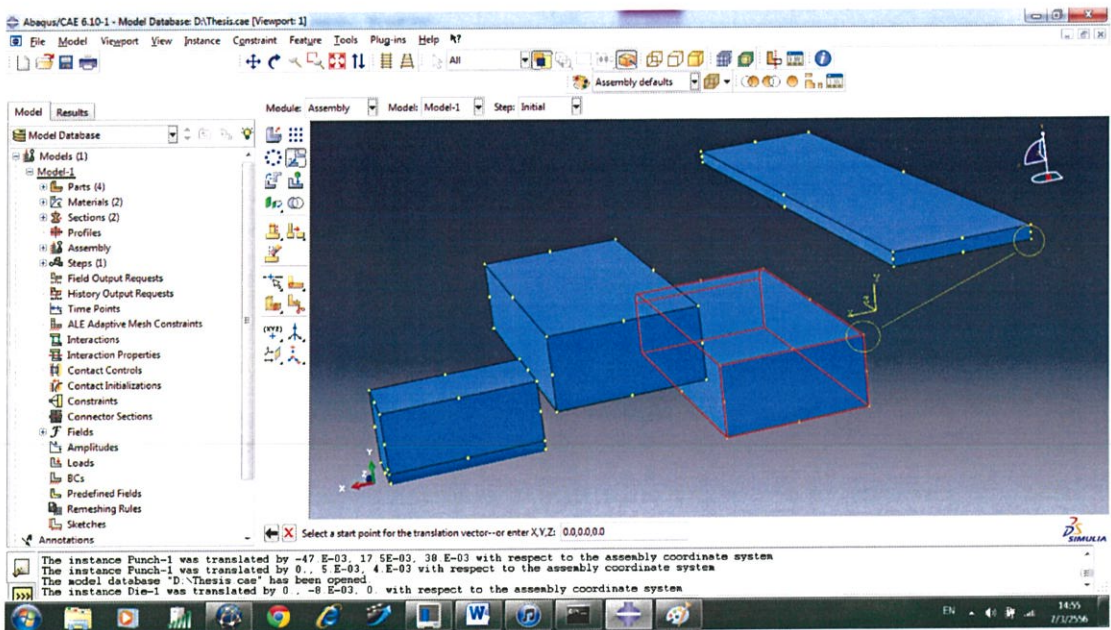 Abaqus/CAE 6.10-1 - Model Database: D:\Thesis.cae [Viewport: 1]
File Model Viewport View Instance Constraint Feature Tools Plug-ins Help
All
Assembly defaults
Model Results
Module: Assembly Model: Model-1 Step: Initial
Model Database
Models (1)
Model-1
Parts (4)
Materials (2)
Sections (2)
Profiles
Assembly
Steps (1)
Field Output Requests
History Output Requests
Time Points
ALE Adaptive Mesh Constraints
Interactions
Interaction Properties
Contact Controls
Contact Initializations
Constraints
Connector Sections
Fields
Amplitudes
Loads
BCs
Predefined Fields
Remeshing Rules
Sketches
Annotations
(XYZ)
Y
Z
X
Select a start point for the translation vector--or enter X,Y,Z: 0.0,0.0,0.0
SIMULIA
The instance Punch-1 was translated by -47.E-03, 17.5E-03, 38.E-03 with respect to the assembly coordinate system
The instance Punch-1 was translated by 0., 5.E-03, 4.E-03 with respect to the assembly coordinate system
The model database "D:\Thesis.cae" has been opened.
The instance Die-1 was translated by 0., -8.E-03, 0. with respect to the assembly coordinate system
>>>
EN
14:55
7/3/2556